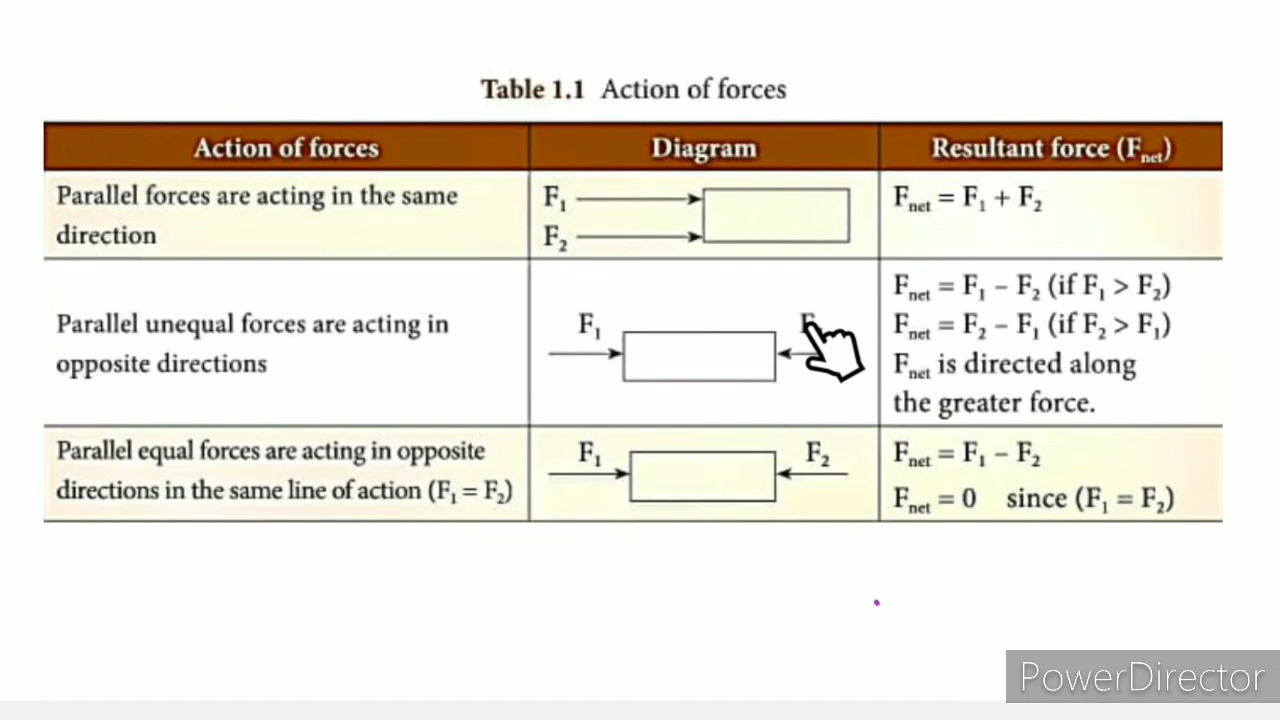 Table 1.1 Action of forces
Action of forces
Diagram
Resultant force (Fnet)
Parallel forces are acting in the same
direction
F₁
F₂
Fnet = F₁ + F₂
Parallel unequal forces are acting in
opposite directions
F₁
Fnet = F₁ – F₂ (if F₁ > F₂)
Fnet = F₂ – F₁ (if F₂ > F₁)
Fnet is directed along
the greater force.
Parallel equal forces are acting in opposite
directions in the same line of action (F₁ = F₂)
F₁
F₂
Fnet = F₁ – F₂
Fnet = 0 since (F₁ = F₂)
PowerDirector